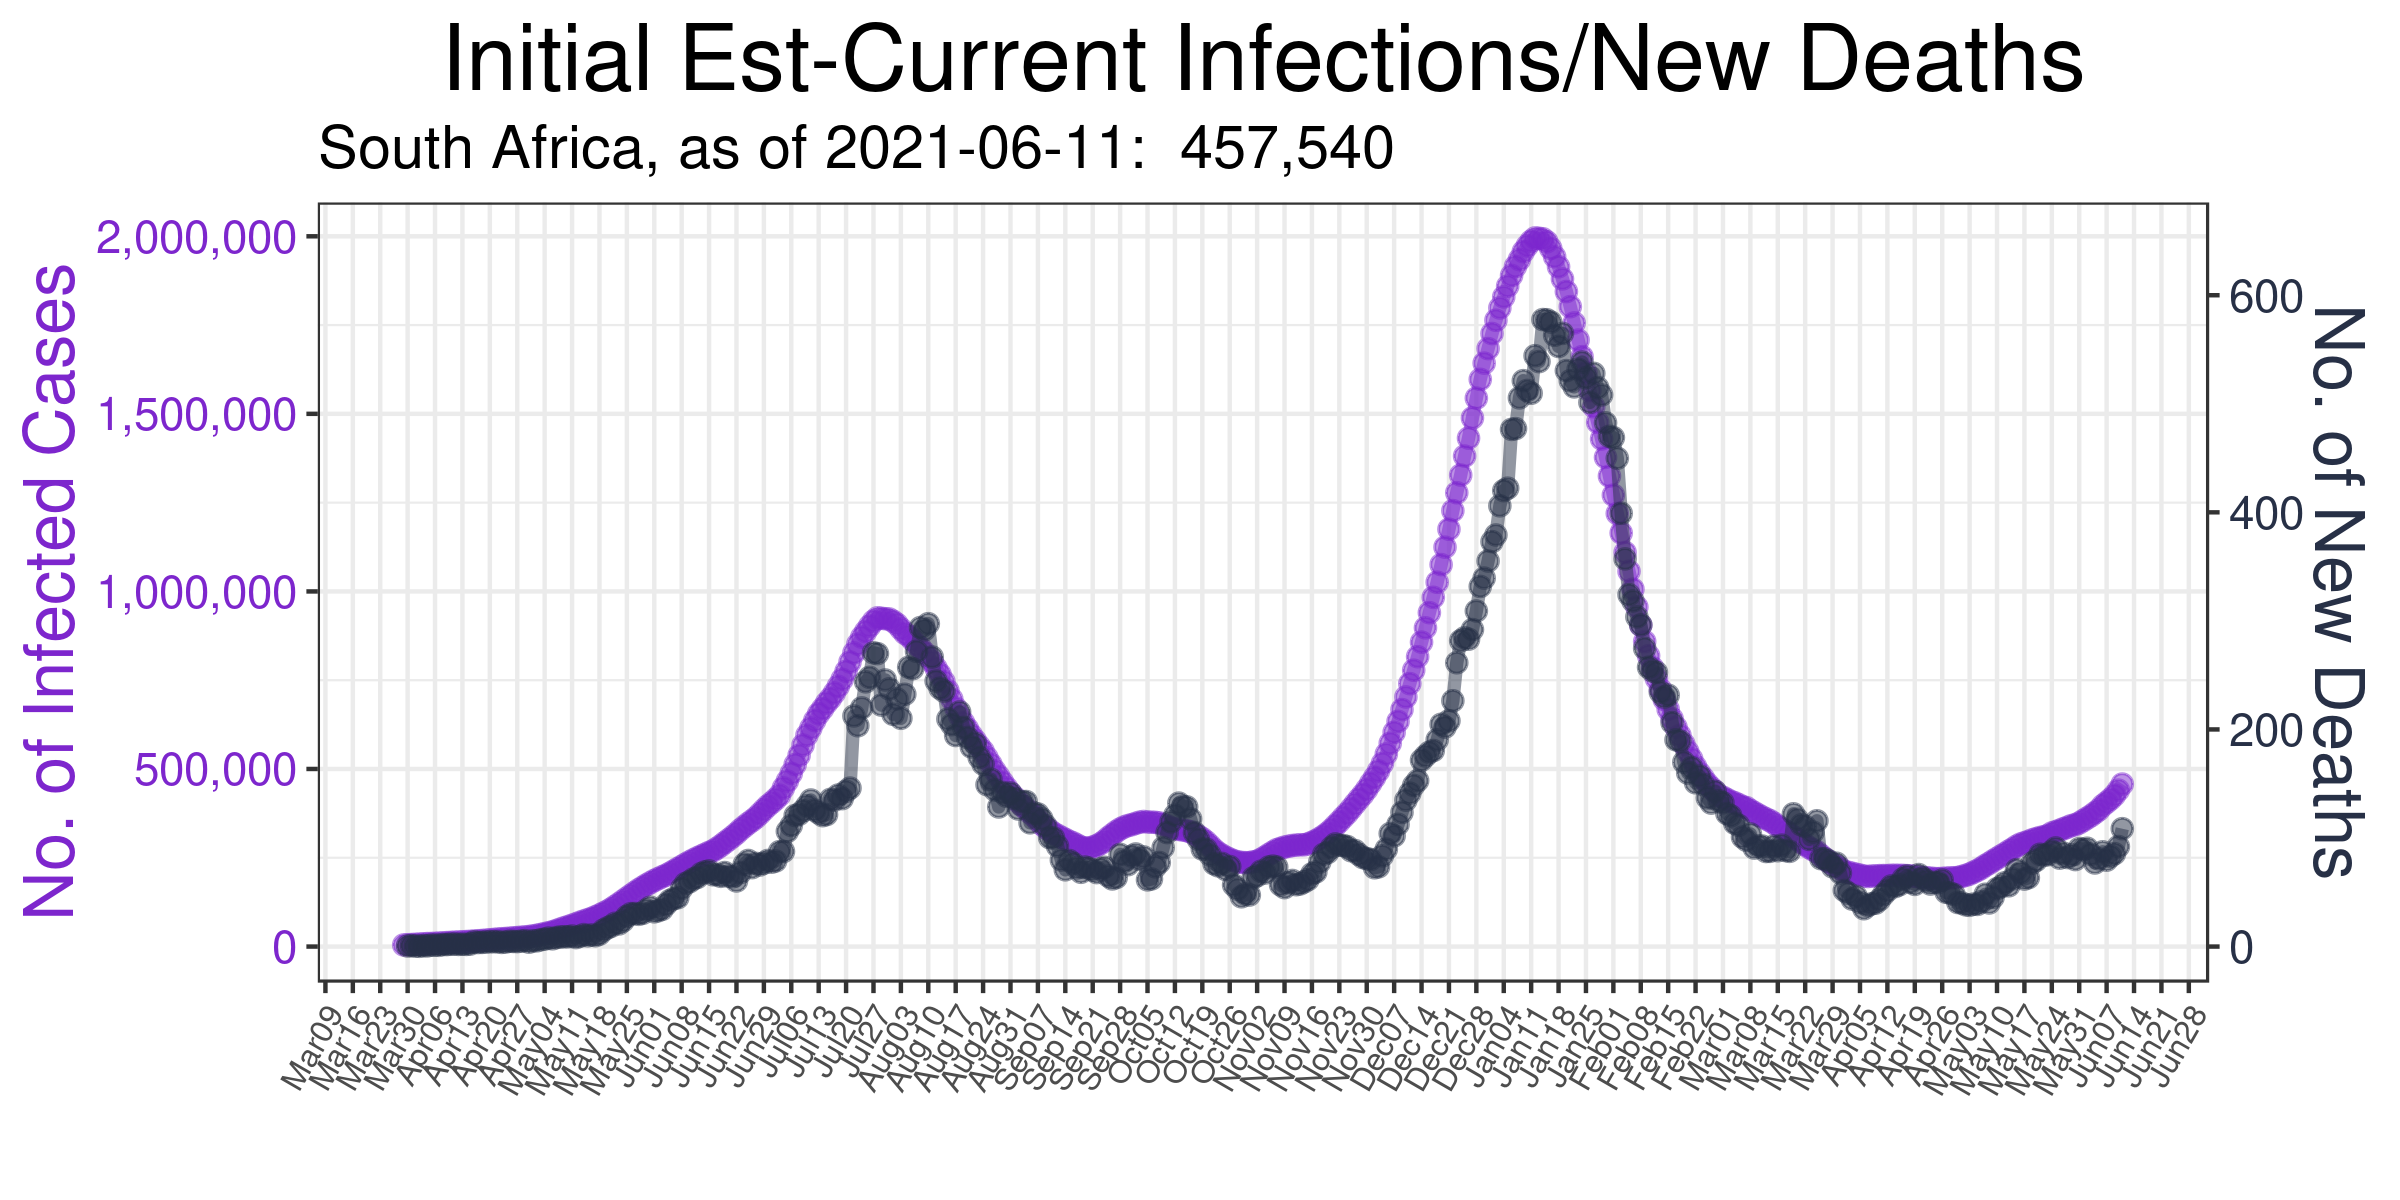 Initial Est-Current Infections/New Deaths
South Africa, as of 2021-06-11:  457,540
No. of Infected Cases
2,000,000
1,500,000
1,000,000
500,000
0
600
400
200
0
No. of New Deaths
Mar09
Mar16
Mar23
Mar30
Apr06
Apr13
Apr20
Apr27
May04
May11
May18
May25
Jun01
Jun08
Jun15
Jun22
Jun29
Jul06
Jul13
Jul20
Jul27
Aug03
Aug10
Aug17
Aug24
Aug31
Sep07
Sep14
Sep21
Sep28
Oct05
Oct12
Oct19
Oct26
Nov02
Nov09
Nov16
Nov23
Nov30
Dec07
Dec14
Dec21
Dec28
Jan04
Jan11
Jan18
Jan25
Feb01
Feb08
Feb15
Feb22
Mar01
Mar08
Mar15
Mar22
Mar29
Apr05
Apr12
Apr19
Apr26
May03
May10
May17
May24
May31
May07
Jun14
Jun21
Jun28